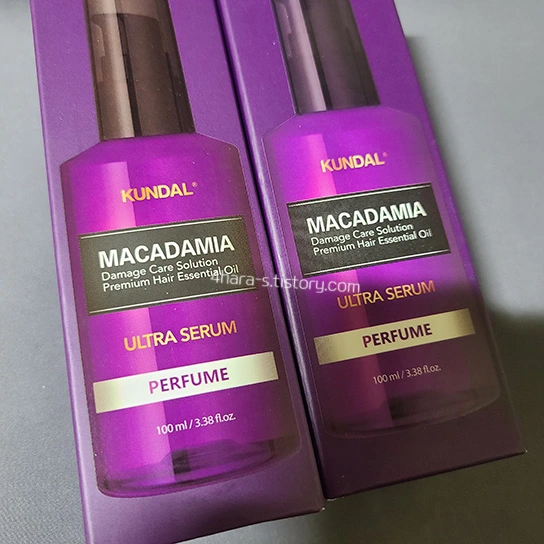 KUNDAL®
MACADAMIA
Damage Care Solution
Premium Hair Essential Oil
ULTRA SERUM
PERFUME
100 ml / 3.38 fl.oz.
KUNDAL®
MACADAMIA
Damage Care Solution
Premium Hair Essential Oil
ULTRA SERUM
PERFUME
100 ml / 3.38 fl.oz.
4hara-s.tistory.com